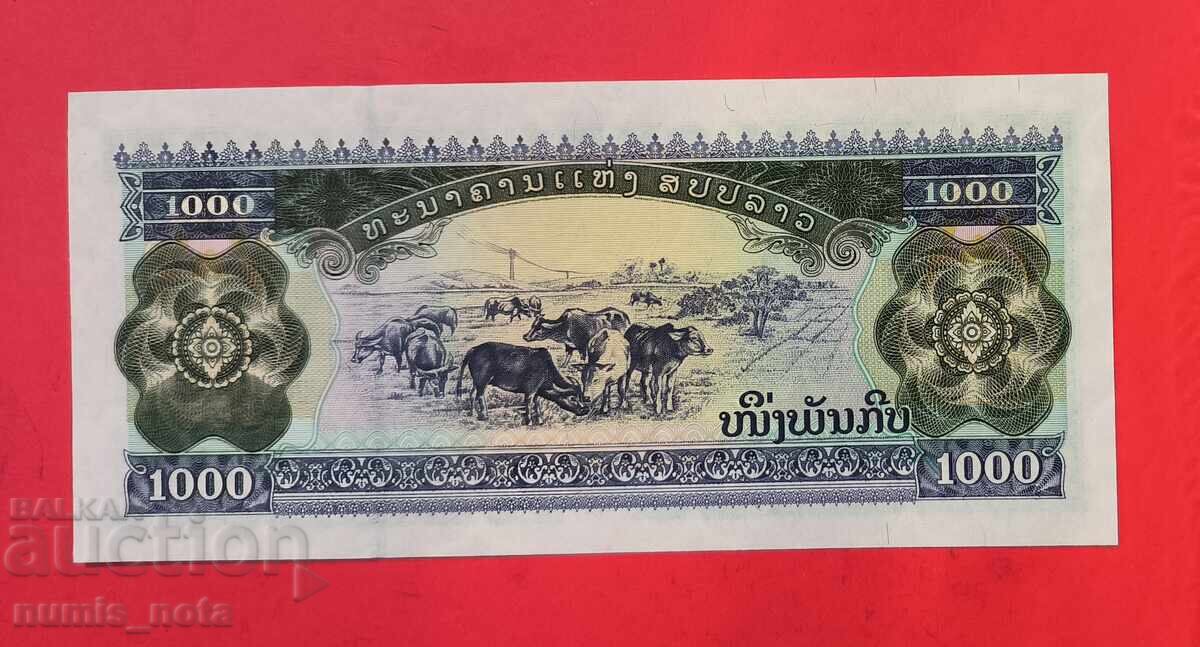 1000 1000
ທະນາຄານແຫ່ງ ສປປລາວ
ໜຶ່ງພັນກີບ
1000 1000
BALKAN
auction
numis_nota